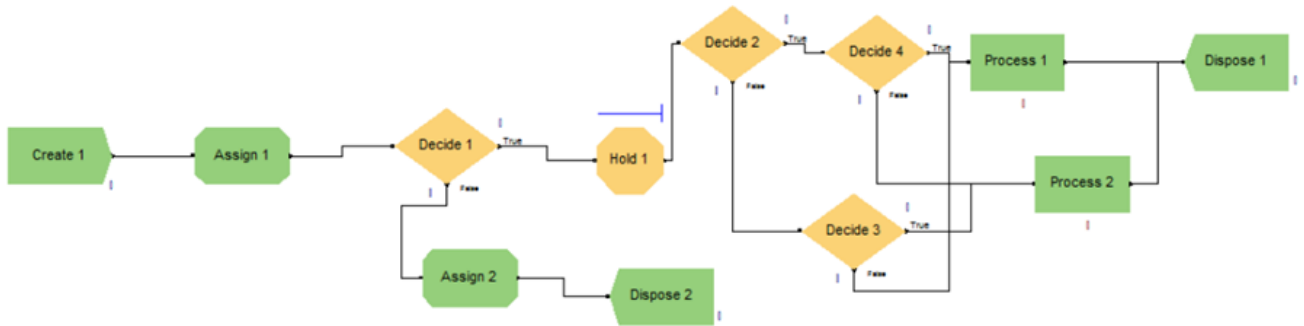 Decide 2
True
False
Decide 4
True
False
Process 1
Dispose 1
Create 1
Assign 1
Decide 1
True
False
Hold 1
Process 2
Decide 3
True
False
Assign 2
Dispose 2